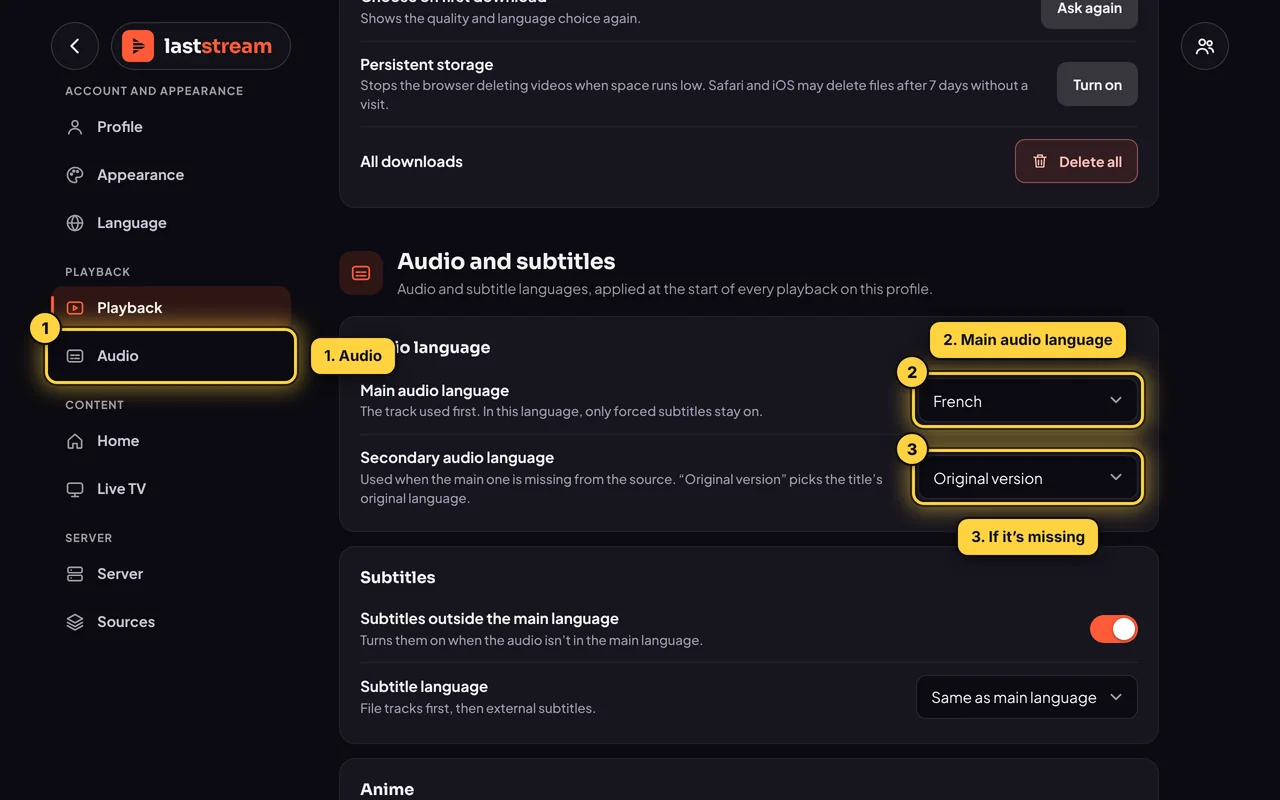 Choose on first download
Shows the quality and language choice again.
Ask again
laststream
ACCOUNT AND APPEARANCE
Profile
Appearance
Language
PLAYBACK
Playback
1
Audio
1. Audio
CONTENT
Home
Live TV
SERVER
Server
Sources
Persistent storage
Stops the browser deleting videos when space runs low. Safari and iOS may delete files after 7 days without a
visit.
Turn on
All downloads
Delete all
Audio and subtitles
Audio and subtitle languages, applied at the start of every playback on this profile.
io language
2. Main audio language
Main audio language
The track used first. In this language, only forced subtitles stay on.
2
French
Secondary audio language
Used when the main one is missing from the source. “Original version” picks the title’s
original language.
3
Original version
3. If it’s missing
Subtitles
Subtitles outside the main language
Turns them on when the audio isn’t in the main language.
Subtitle language
File tracks first, then external subtitles.
Same as main language
Anime